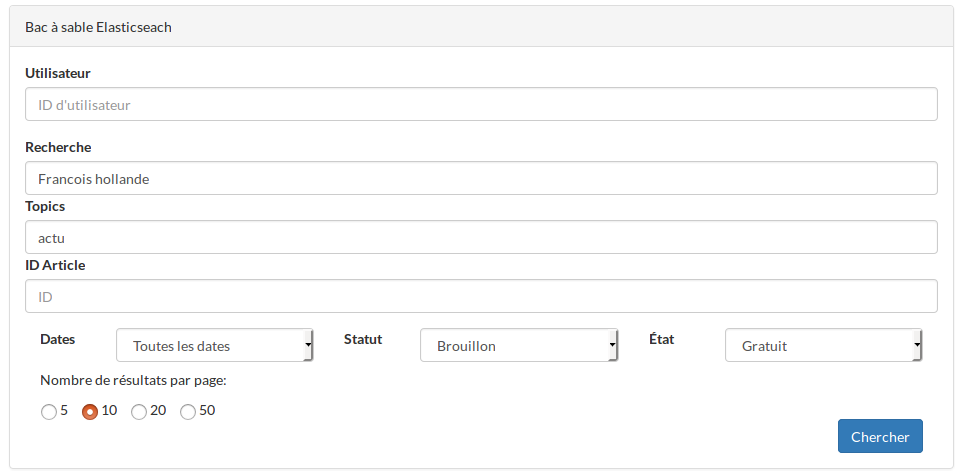 Bac à sable Elasticseach
Utilisateur
ID d'utilisateur
Recherche
Francois hollande
Topics
actu
ID Article
ID
Dates Toutes les dates Statut Brouillon État Gratuit
Nombre de résultats par page:
5 10 20 50
Chercher